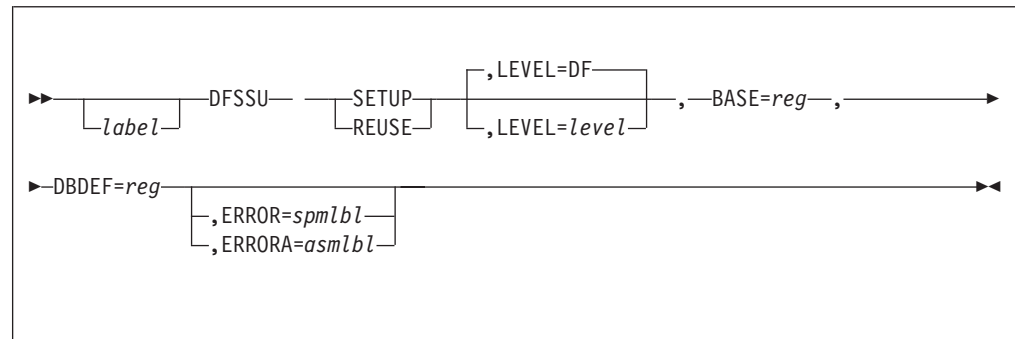 ,LEVEL=DF
label DFSSU SETUP , BASE=reg ,
REUSE ,LEVEL=level
DBDEF=reg
,ERROR=spmlbl
,ERRORA=asmlbl